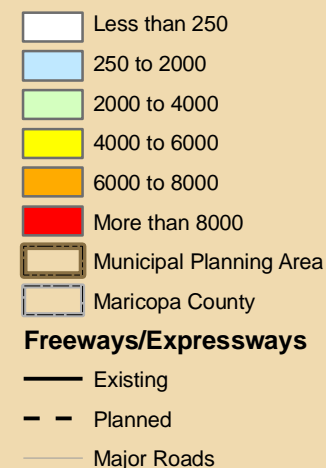 Less than 250
250 to 2000
2000 to 4000
4000 to 6000
6000 to 8000
More than 8000
Municipal Planning Area
Maricopa County
Freeways/Expressways
Existing
Planned
Major Roads